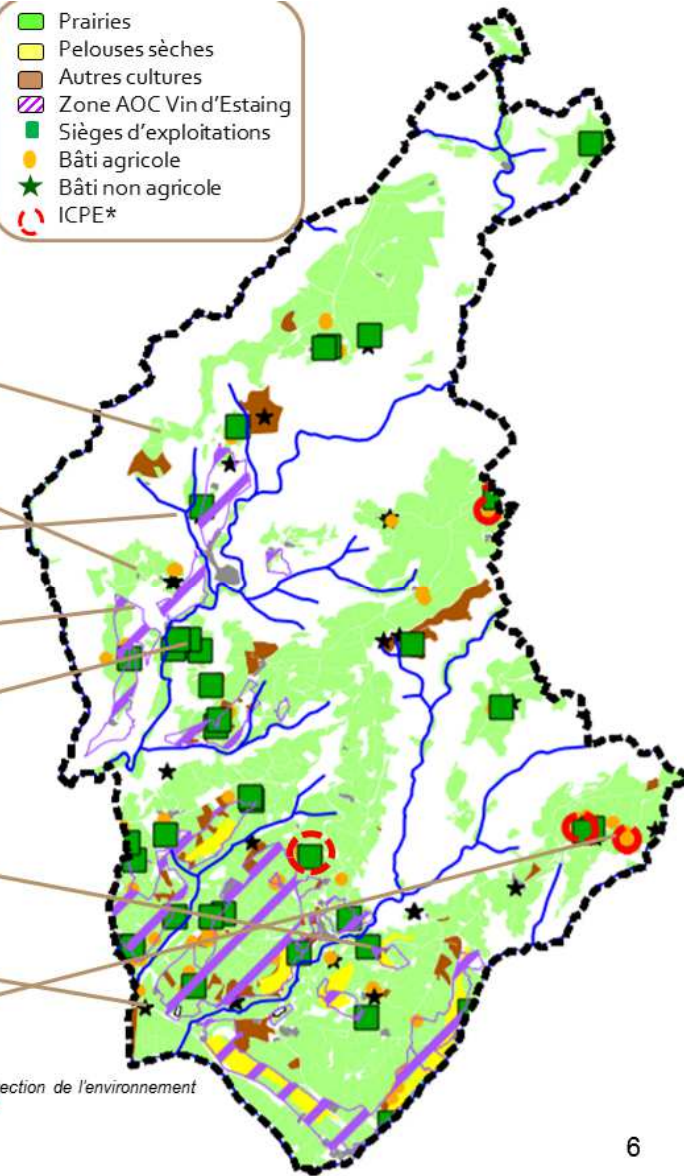 Prairies
Pelouses sèches
Autres cultures
Zone AOC Vin d'Estaing
Sièges d'exploitations
Bâti agricole
Bâti non agricole
ICPE*
ection de l'environnement
6